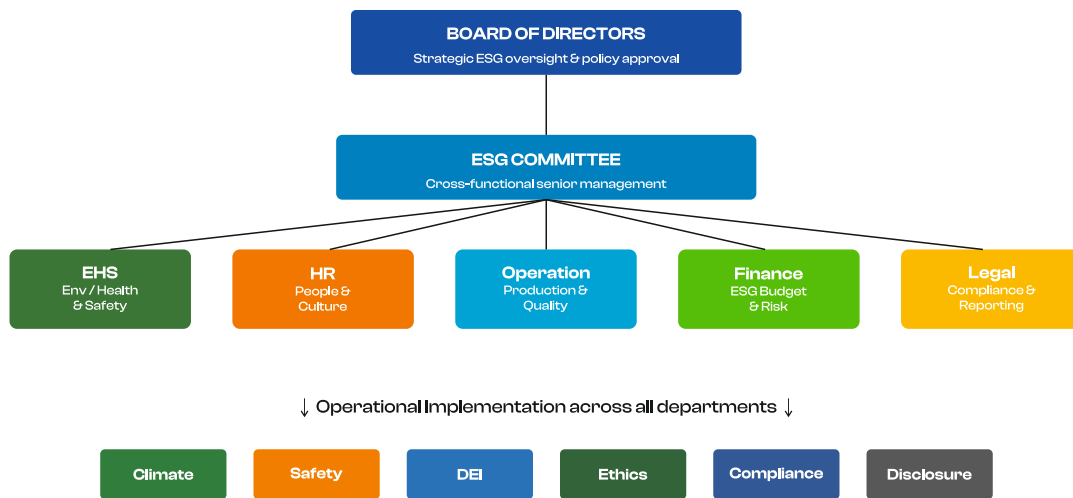 BOARD OF DIRECTORS
Strategic ESG oversight & policy approval
ESG COMMITTEE
Cross-functional senior management
EHS
Env / Health
& Safety
HR
People &
Culture
Operation
Production &
Quality
Finance
ESG Budget
& Risk
Legal
Compliance &
Reporting
↓ Operational Implementation across all departments ↓
Climate
Safety
DEI
Ethics
Compliance
Disclosure